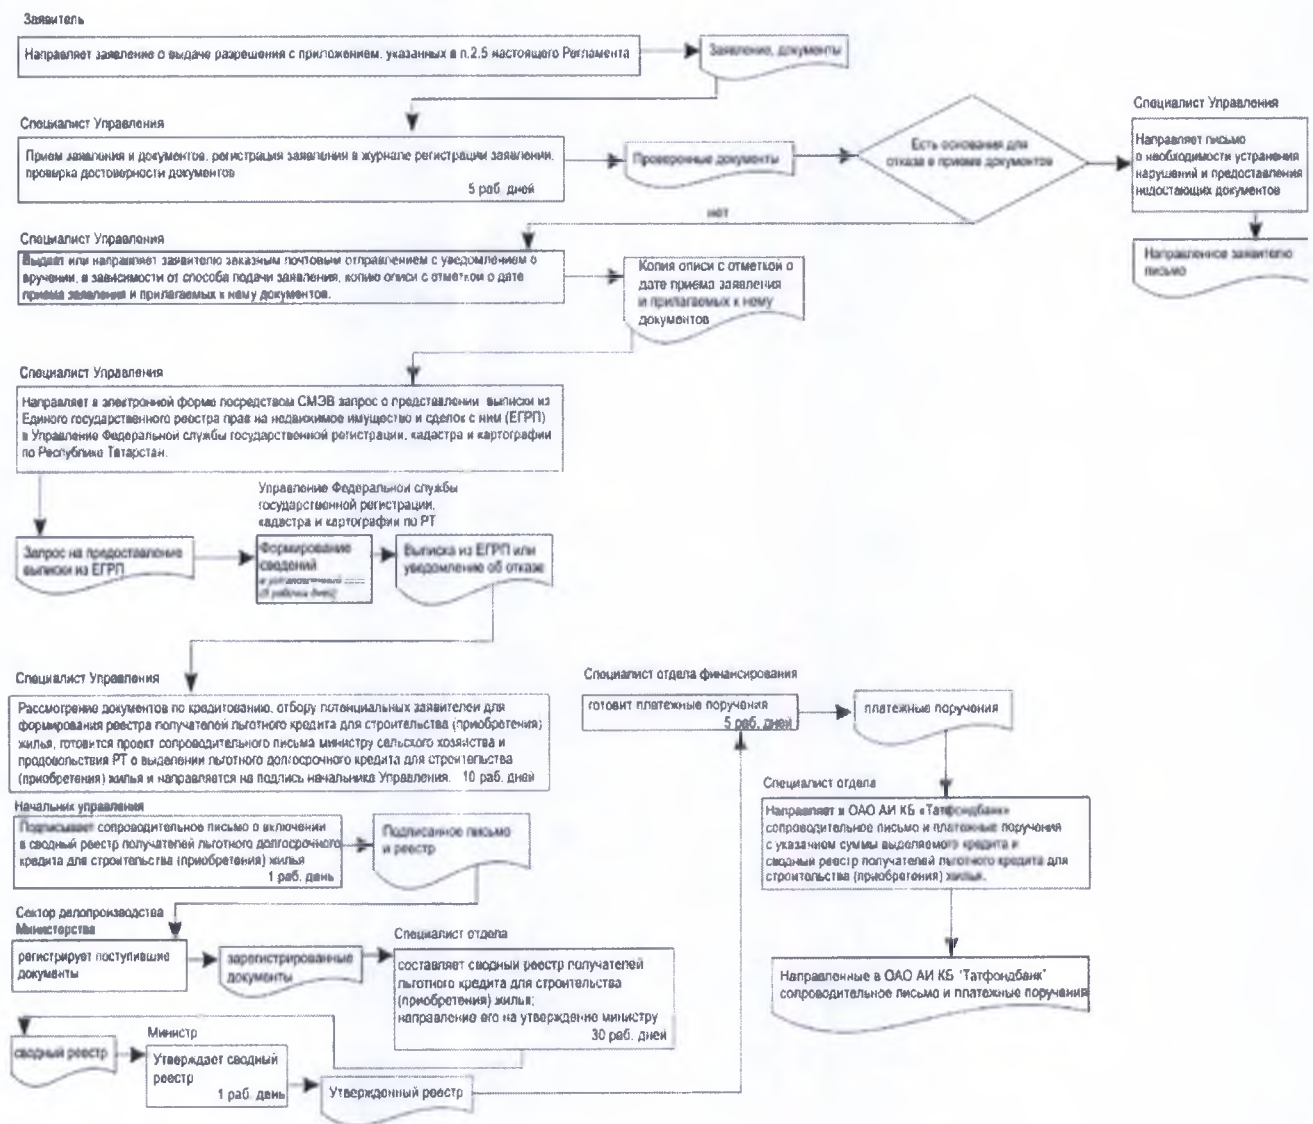 Заявитель
Направляет заявление о выдаче разрешения с приложением, указанных в п.2.5 настоящего Регламента
Заявление, документы
Специалист Управления
Прием заявления и документов, регистрация заявлении в журнале регистрации заявлении,
проверка достоверности документов
5 раб. дней
Проверенные документы
Есть основания для
отказа в приеме документов
Специалист Управления
Направляет письмо
о необходимости устранения
нарушений и предоставления
недостающих документов
нет
Направленное заявителю
письмо
Специалист Управления
Выдает или направляет заявителю заказным почтовым отправлением с уведомлением о
вручении, в зависимости от способа подачи заявления, копию описи с отметкой о дате
приема заявления и прилагаемых к нему документов.
Копия описи с отметкой о
дате приема заявления
и прилагаемых к нему
документов
Специалист Управления
Направляет в электронной форме посредством СМЭВ запрос о представлении выписки из
Единого государственного реестра прав на недвижимое имущество и сделок с ним (ЕГРП)
в Управление Федеральной службы государственной регистрации, кадастра и картографии
по Республике Татарстан.
Управление Федеральной службы
государственной регистрации,
кадастра и картографии по РТ
Запрос на предоставление
выписки из ЕГРП
Формирование
сведений
Выписка из ЕГРП или
уведомление об отказе
Специалист Управления
Рассмотрение документов по кредитованию, отбору потенциальных заявителей для
формирования реестра получателей льготного кредита для строительства (приобретения)
жилья, готовится проект сопроводительного письма министру сельского хозяйства и
продовольствия РТ о выделении льготного долгосрочного кредита для строительства
(приобретения) жилья и направляется на подпись начальника Управления. 10 раб. дней
Начальник управления
Подписывает сопроводительное письмо о включении
в сводный реестр получателей льготного долгосрочного
кредита для строительства (приобретения) жилья
1 раб. день
Подписанное письмо
и реестр
Сектор делопроизводства
Министерства
регистрирует поступившие
документы
зарегистрированные
документы
Специалист отдела
составляет сводный реестр получателей
льготного кредита для строительства
(приобретения) жилья;
направление его на утверждение министру
30 раб. дней
сводный реестр
Министр
Утверждает сводный
реестр
1 раб. день
Утвержденный реестр
Специалист отдела финансирования
готовит платежные поручения
5 раб. дней
платежные поручения
Специалист отдела
Направляет в ОАО АИ КБ «Татфондбанк»
сопроводительное письмо и платежные поручения
с указанием суммы выделяемого кредита и
сводный реестр получателей льготного кредита для
строительства (приобретения) жилья.
Направленные в ОАО АИ КБ "Татфондбанк"
сопроводительное письмо и платежные поручения